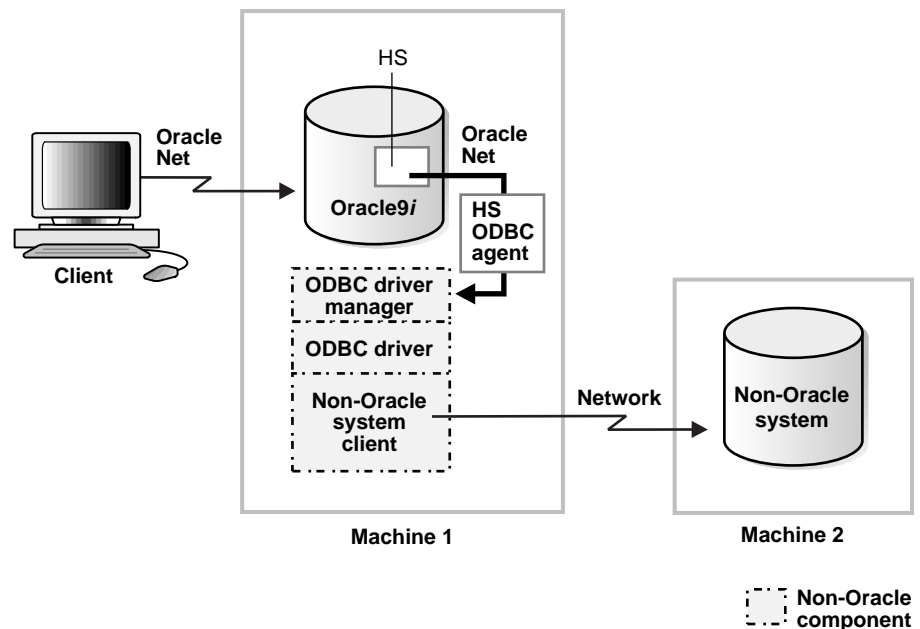 HS
Oracle
Net
Oracle
Net
Oracle9i
HS
ODBC
agent
Client
ODBC driver
manager
ODBC driver
Non-Oracle
system
client
Network
Non-Oracle
system
Machine 1
Machine 2
Non-Oracle
component